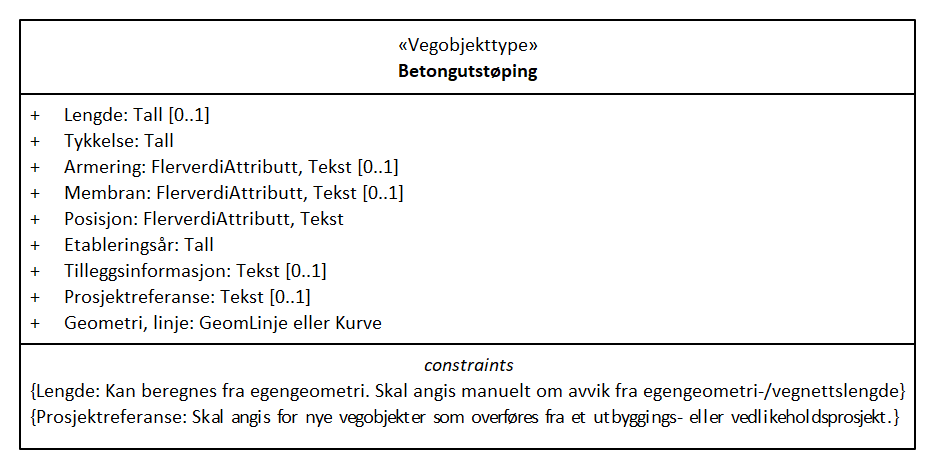 «Vegobjekttype»
Betongutstøping
+ Lengde: Tall [0..1]
+ Tykkelse: Tall
+ Armering: FlerverdiAttributt, Tekst [0..1]
+ Membran: FlerverdiAttributt, Tekst [0..1]
+ Posisjon: FlerverdiAttributt, Tekst
+ Etableringsår: Tall
+ Tilleggsinformasjon: Tekst [0..1]
+ Prosjektreferanse: Tekst [0..1]
+ Geometri, linje: GeomLinje eller Kurve
constraints
{Lengde: Kan beregnes fra egengeometri. Skal angis manuelt om avvik fra egengeometri-/vegnettslengde}
{Prosjektreferanse: Skal angis for nye vegobjekter som overføres fra et utbyggings- eller vedlikeholdsprosjekt.}